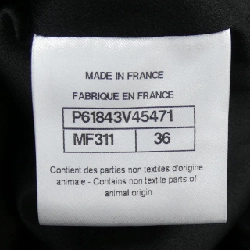 MADE IN FRANCE
FABRIQUE EN FRANCE
P61843V45471
MF311 36
Contient des parties non textiles d'origine
animale - Contains non textile parts of
animal origin